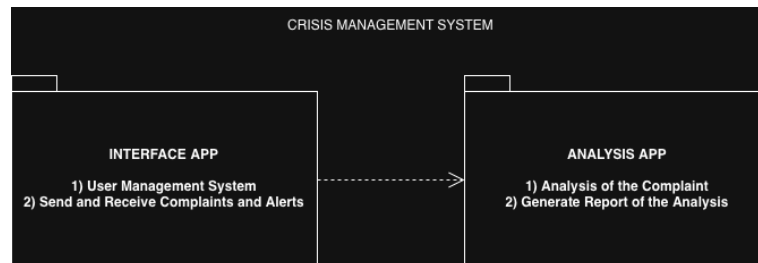 CRISIS MANAGEMENT SYSTEM
INTERFACE APP
1) User Management System
2) Send and Receive Complaints and Alerts
ANALYSIS APP
1) Analysis of the Complaint
2) Generate Report of the Analysis